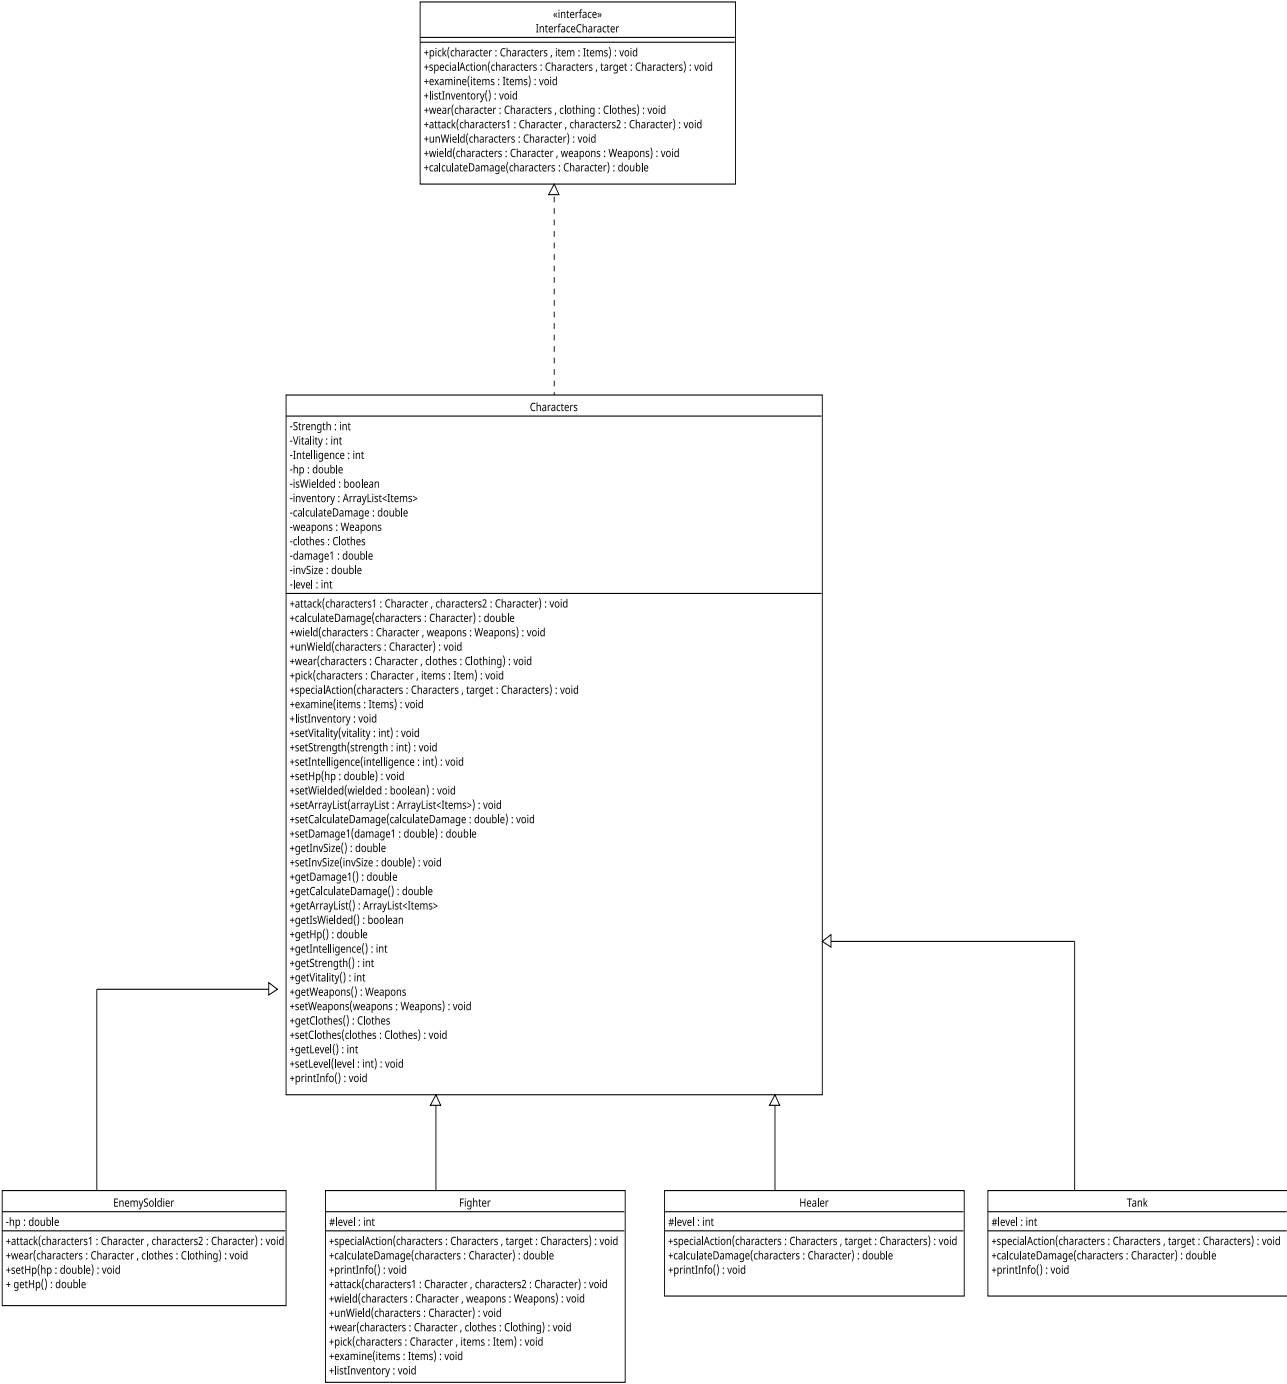 «interface»
InterfaceCharacter
+pick(character : Characters , item : Items) : void
+specialAction(characters : Characters , target : Characters) : void
+examine(items : Items) : void
+listInventory() : void
+wear(character : Characters , clothing : Clothes) : void
+attack(characters1 : Character , characters2 : Character) : void
+unWield(characters : Character) : void
+wield(characters : Character , weapons : Weapons) : void
+calculateDamage(characters : Character) : double
Characters
-Strength : int
-Vitality : int
-Intelligence : int
-hp : double
-isWielded : boolean
-inventory : ArrayList<Items>
-calculateDamage : double
-weapons : Weapons
-clothes : Clothes
-damage1 : double
-invSize : double
-level : int
+attack(characters1 : Character , characters2 : Character) : void
+calculateDamage(characters : Character) : double
+wield(characters : Character , weapons : Weapons) : void
+unWield(characters : Character) : void
+wear(characters : Character , clothes : Clothing) : void
+pick(characters : Character , items : Item) : void
+specialAction(characters : Characters , target : Characters) : void
+examine(items : Items) : void
+listInventory : void
+setVitality(vitality : int) : void
+setStrength(strength : int) : void
+setIntelligence(intelligence : int) : void
+setHp(hp : double) : void
+setWielded(wielded : boolean) : void
+setArrayList(arrayList : ArrayList<Items>) : void
+setCalculateDamage(calculateDamage : double) : void
+setDamage1(damage1 : double) : double
+getInvSize() : double
+setInvSize(invSize : double) : void
+getDamage1() : double
+getCalculateDamage() : double
+getArrayList() : ArrayList<Items>
+getIsWielded() : boolean
+getHp() : double
+getIntelligence() : int
+getStrength() : int
+getVitality() : int
+getWeapons() : Weapons
+setWeapons(weapons : Weapons) : void
+getClothes() : Clothes
+setClothes(clothes : Clothes) : void
+getLevel() : int
+setLevel(level : int) : void
+printInfo() : void
EnemySoldier
-hp : double
+attack(characters1 : Character , characters2 : Character) : void
+wear(characters : Character , clothes : Clothing) : void
+setHp(hp : double) : void
+ getHp() : double
Fighter
#level : int
+specialAction(characters : Characters , target : Characters) : void
+calculateDamage(characters : Character) : double
+printInfo() : void
+attack(characters1 : Character , characters2 : Character) : void
+wield(characters : Character , weapons : Weapons) : void
+unWield(characters : Character) : void
+wear(characters : Character , clothes : Clothing) : void
+pick(characters : Character , items : Item) : void
+examine(items : Items) : void
+listInventory : void
Healer
#level : int
+specialAction(characters : Characters , target : Characters) : void
+calculateDamage(characters : Character) : double
+printInfo() : void
Tank
#level : int
+specialAction(characters : Characters , target : Characters) : void
+calculateDamage(characters : Character) : double
+printInfo() : void